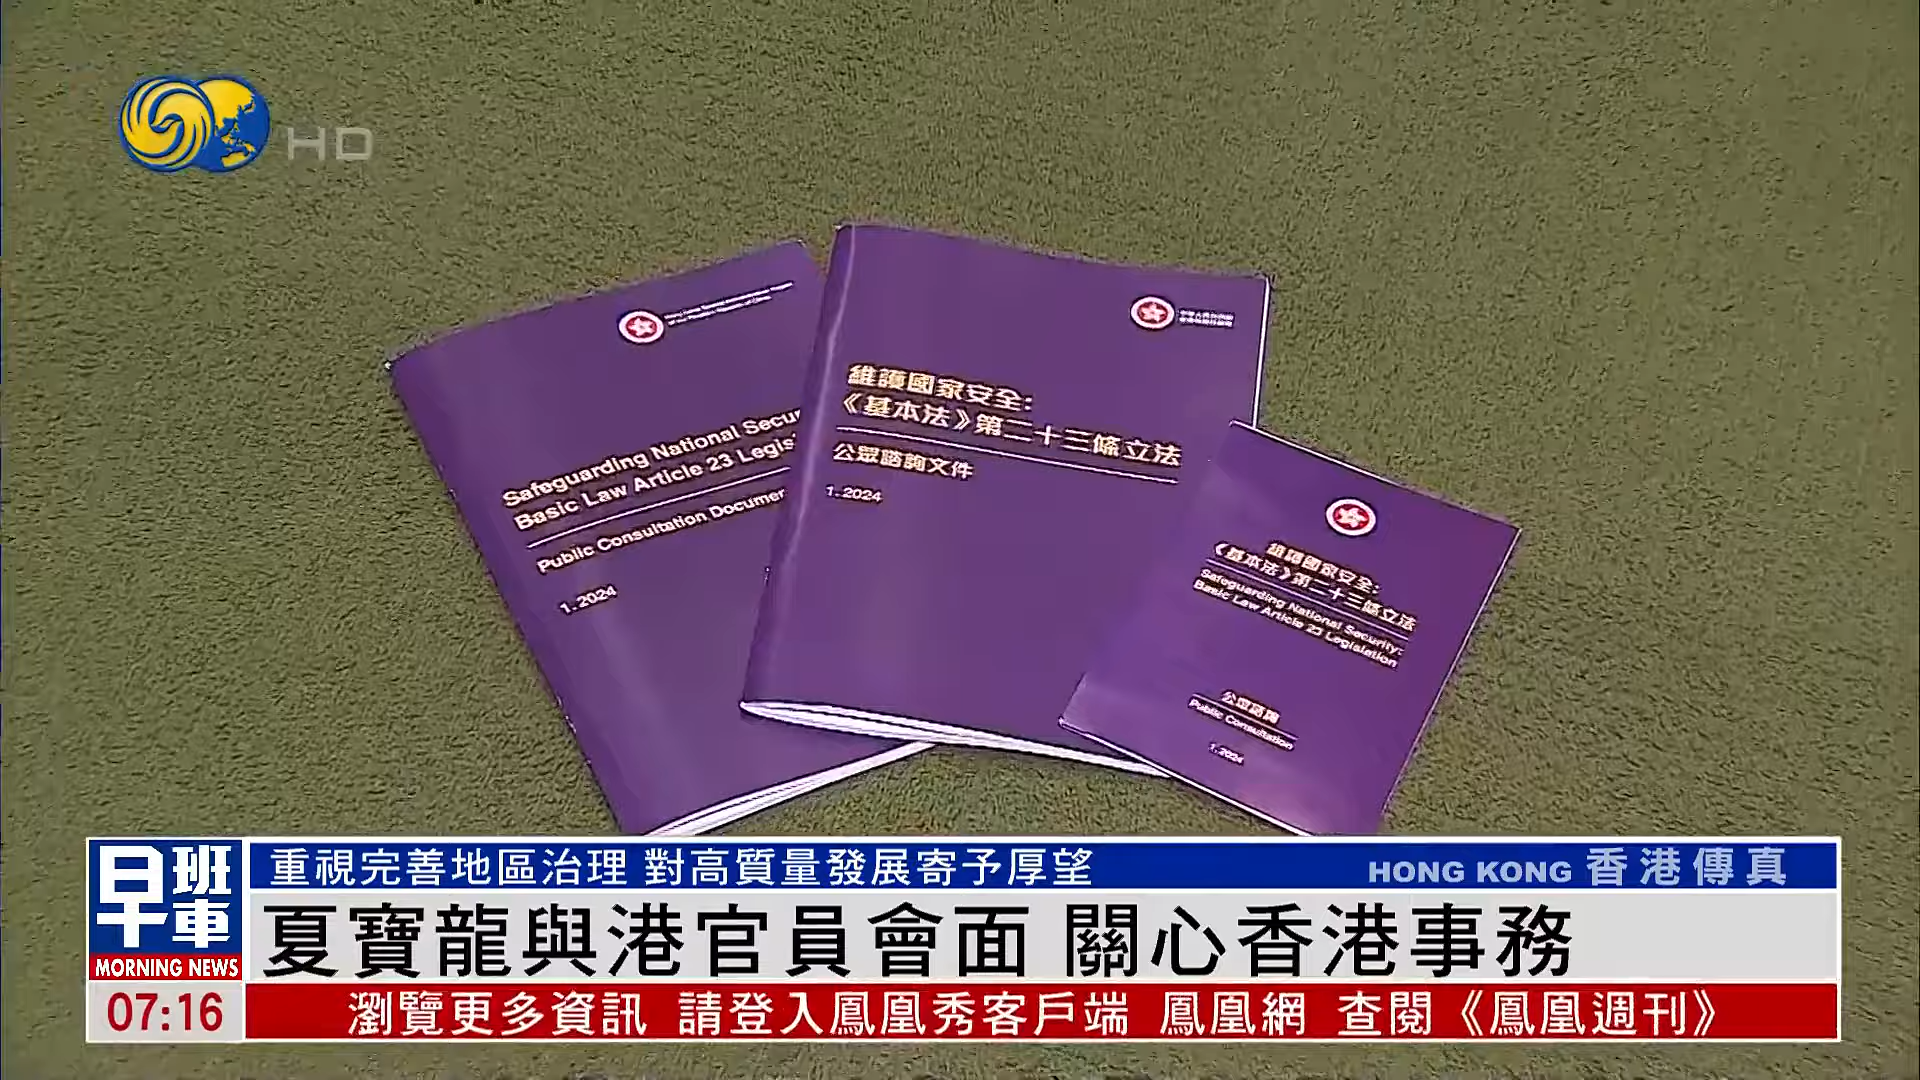 HD
Safeguarding National Secur
Basic Law Article 23 Legis
Public Consultation Documen
1.2024
維護國家安全:
《基本法》第二十三條立法
公眾諮詢文件
1.2024
維護國家安全:
《基本法》第二十三條立法
Safeguarding National Security:
Basic Law Article 23 Legislation
公眾諮詢
Public Consultation
1.2024
重視完善地區治理 對高質量發展寄予厚望
HONG KONG 香港傳真
早班車
MORNING NEWS
夏寶龍與港官員會面 關心香港事務
07:16
瀏覽更多資訊 請登入鳳凰秀客戶端 鳳凰網 查閱《鳳凰週刊》